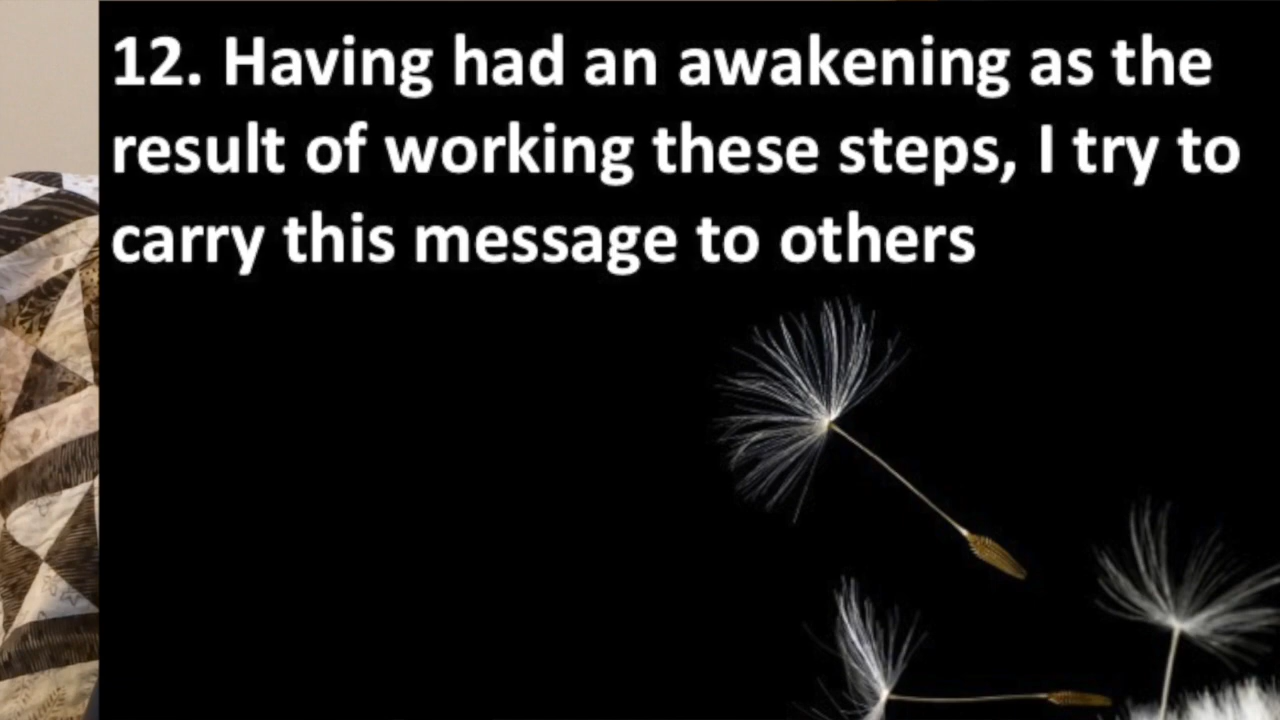 12. Having had an awakening as the
result of working these steps, I try to
carry this message to others